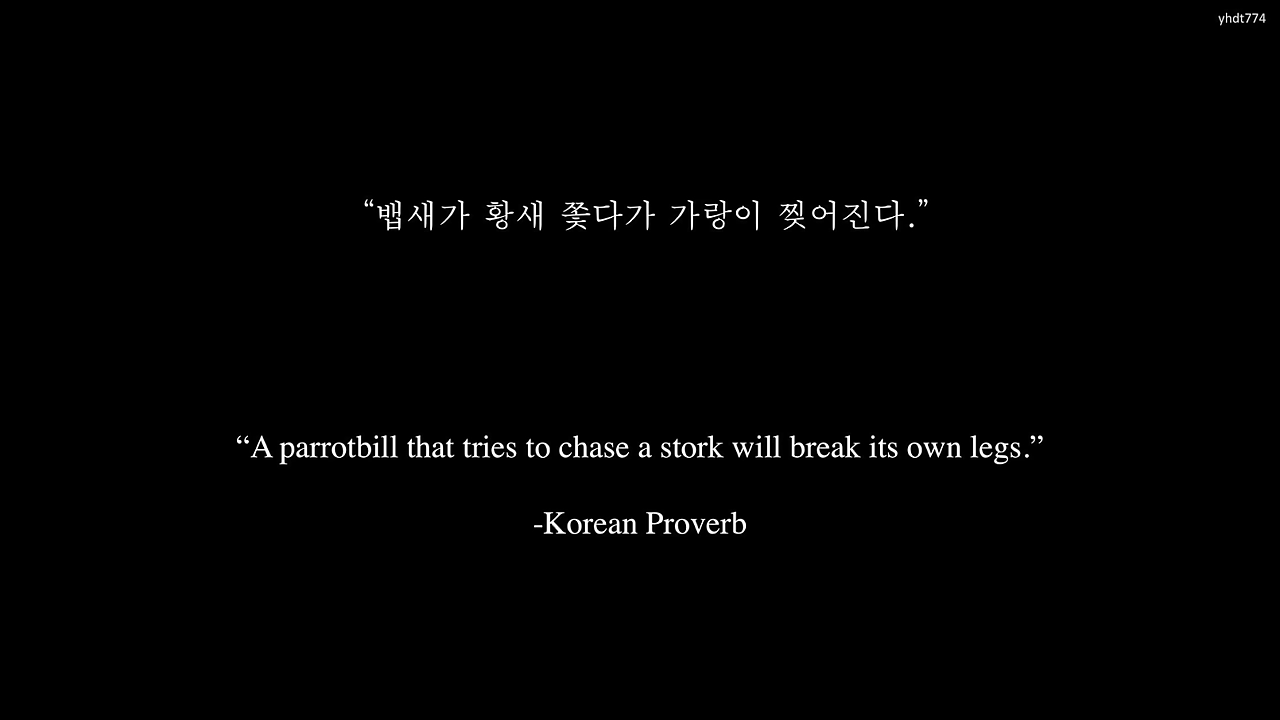 yhdt774
“뱁새가 황새 쫓다가 가랑이 찢어진다.”
“A parrotbill that tries to chase a stork will break its own legs.”
-Korean Proverb